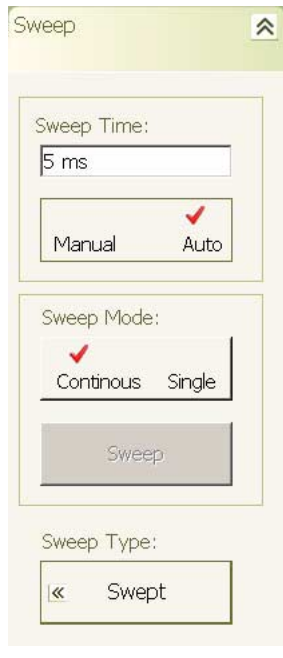 Sweep
Sweep Time:
5 ms
Manual Auto
Sweep Mode:
Continous Single
Sweep
Sweep Type:
Swept